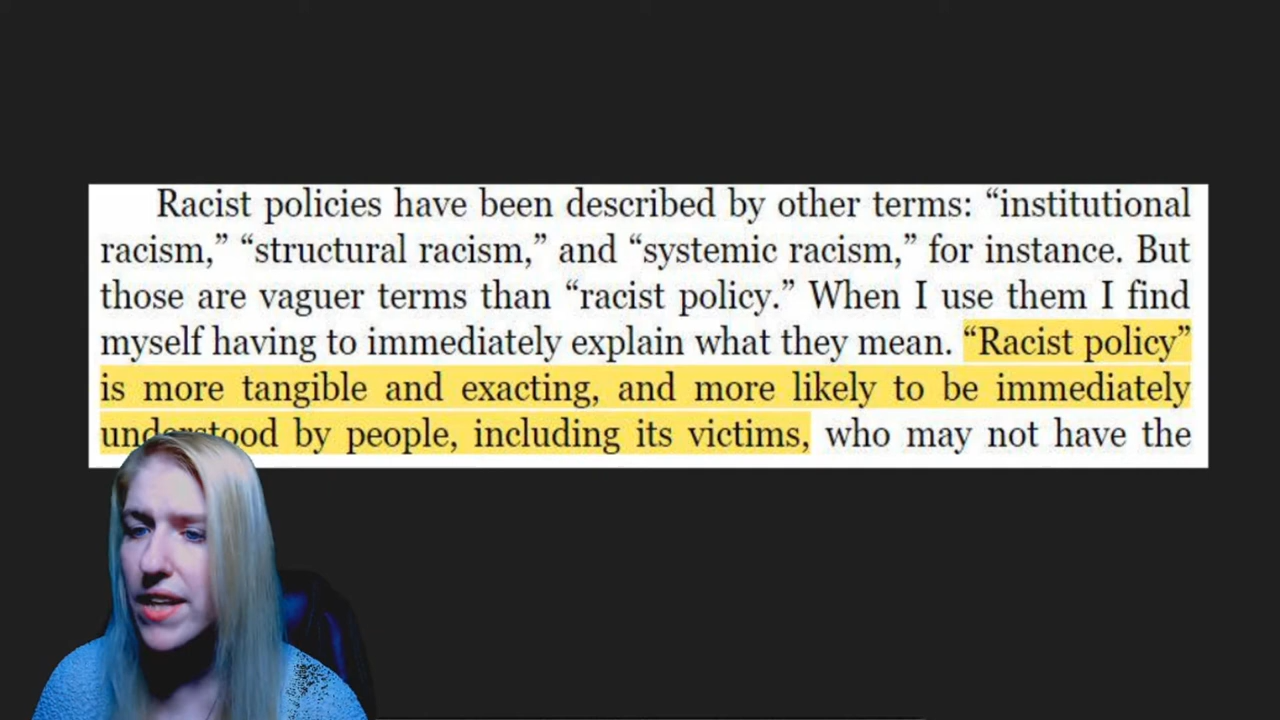 Racist policies have been described by other terms: “institutional
racism,” “structural racism,” and “systemic racism,” for instance. But
those are vaguer terms than “racist policy.” When I use them I find
myself having to immediately explain what they mean. “Racist policy”
is more tangible and exacting, and more likely to be immediately
understood by people, including its victims, who may not have the